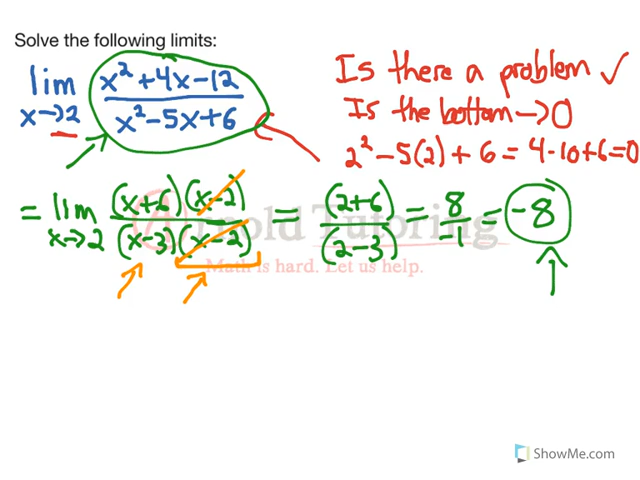 Solve the following limits:
lim x→2 (x² + 4x − 12)/(x² − 5x + 6)
Is there a problem ✓
Is the bottom → 0
2² − 5(2) + 6 = 4 − 10 + 6 = 0
= lim x→2 (x+6)(x−2)/(x−3)(x−2) = (2+6)/(2−3) = 8/−1 = −8
Tutoring
Math is hard. Let us help.
ShowMe.com